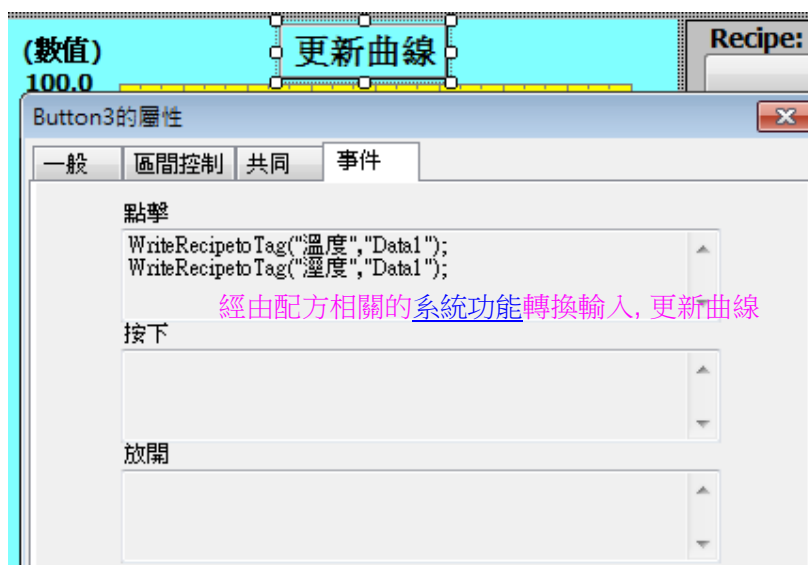 (數值)
更新曲線
Recipe:
100.0
Button3的屬性
一般
區間控制
共同
事件
點擊
WriteRecipetoTag("溫度","Data1");
WriteRecipetoTag("溼度","Data1");
經由配方相關的系統功能轉換輸入, 更新曲線
按下
放開